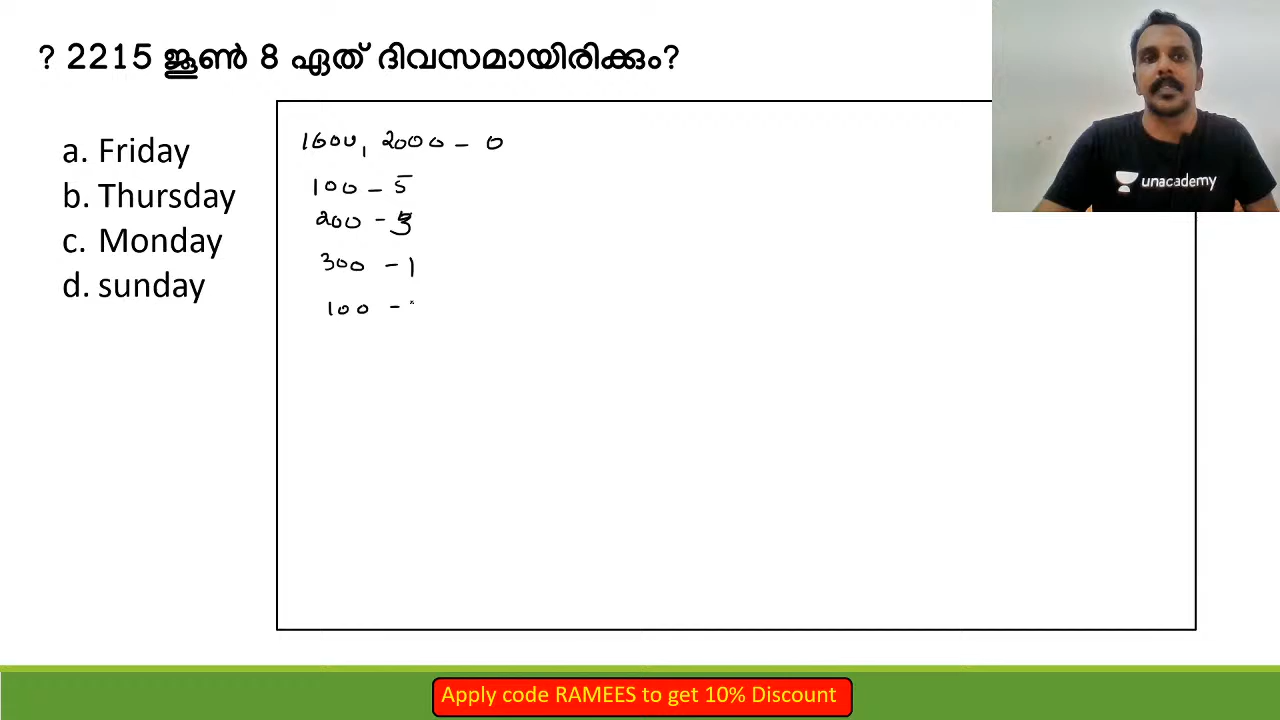 ? 2215 ജൂൺ 8 ഏത് ദിവസമായിരിക്കും?
a. Friday
b. Thursday
c. Monday
d. sunday
1600, 2000 - 0
100 - 5
200 - 3
300 - 1
100 -
unacademy
Apply code RAMEES to get 10% Discount